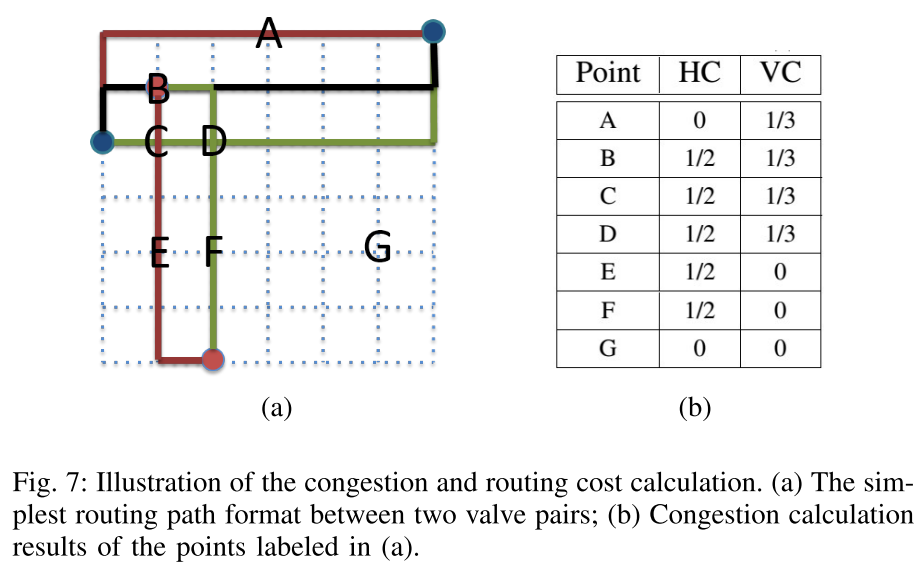 A
B
C D
E F G
(a)
Point HC VC
A 0 1/3
B 1/2 1/3
C 1/2 1/3
D 1/2 1/3
E 1/2 0
F 1/2 0
G 0 0
(b)
Fig. 7: Illustration of the congestion and routing cost calculation. (a) The sim-
plest routing path format between two valve pairs; (b) Congestion calculation
results of the points labeled in (a).